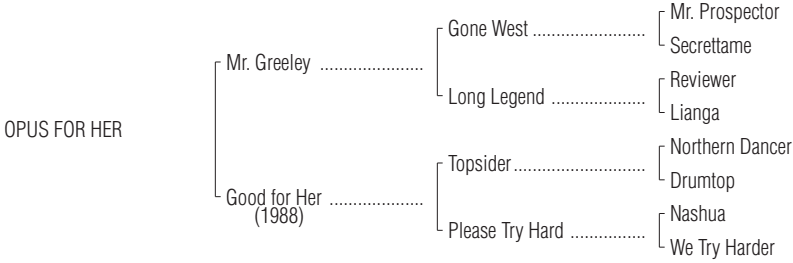 Mr. Prospector
Gone West ........................
Secrettame
Mr. Greeley ......................
Reviewer
Long Legend ....................
Lianga
OPUS FOR HER
Northern Dancer
Topsider............................
Drumtop
Good for Her ....................
(1988)
Nashua
Please Try Hard ................
We Try Harder